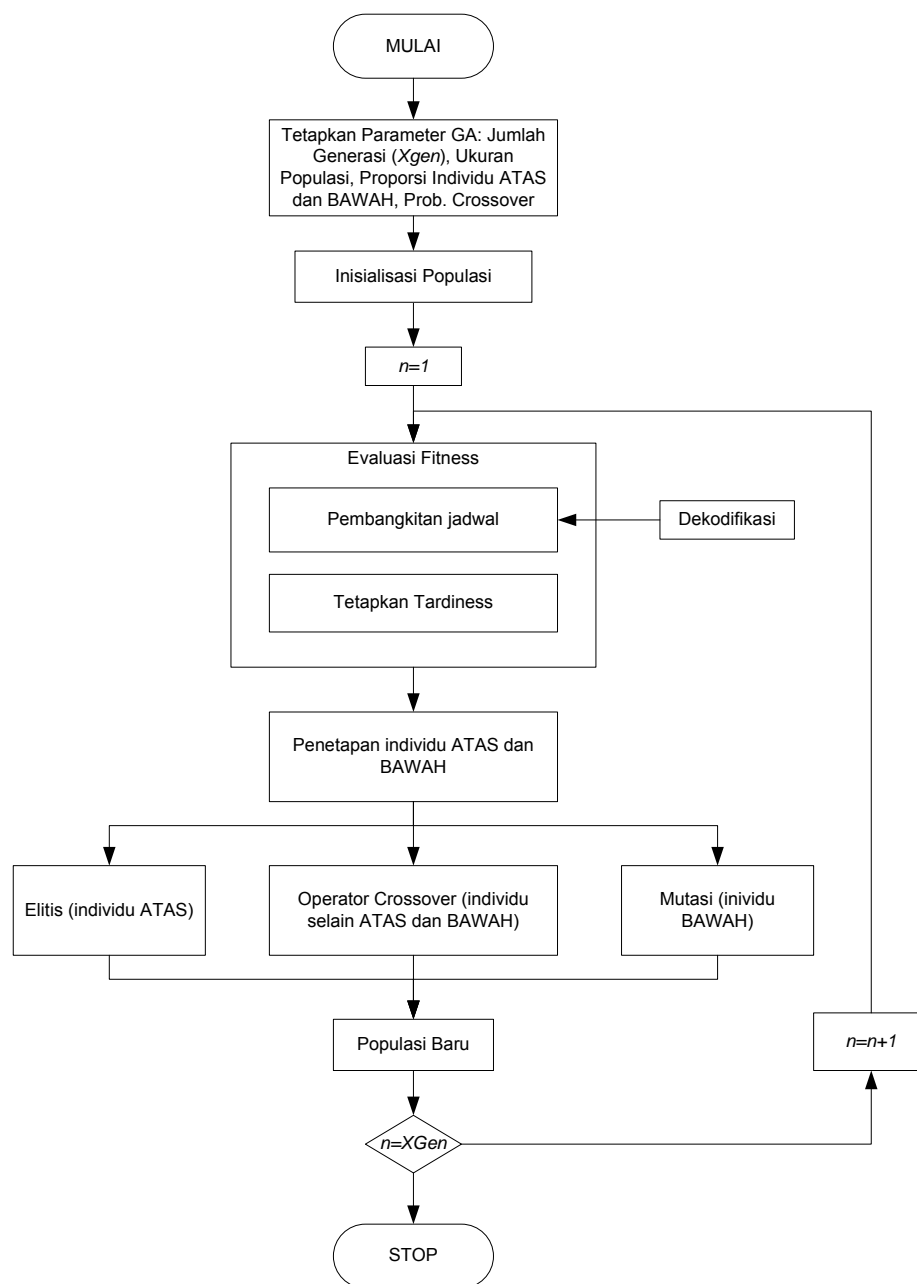 MULAI
Tetapkan Parameter GA: Jumlah
Generasi (Xgen), Ukuran
Populasi, Proporsi Individu ATAS
dan BAWAH, Prob. Crossover
Inisialisasi Populasi
n=1
Evaluasi Fitness
Pembangkitan jadwal
Dekodifikasi
Tetapkan Tardiness
Penetapan individu ATAS dan
BAWAH
Elitis (individu ATAS)
Operator Crossover (individu
selain ATAS dan BAWAH)
Mutasi (inividu
BAWAH)
Populasi Baru
n=n+1
n=XGen
STOP